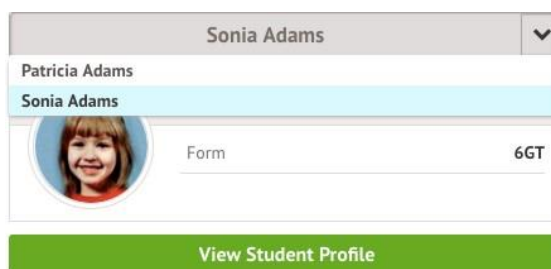 Sonia Adams
Patricia Adams
Sonia Adams
Form 6GT
View Student Profile